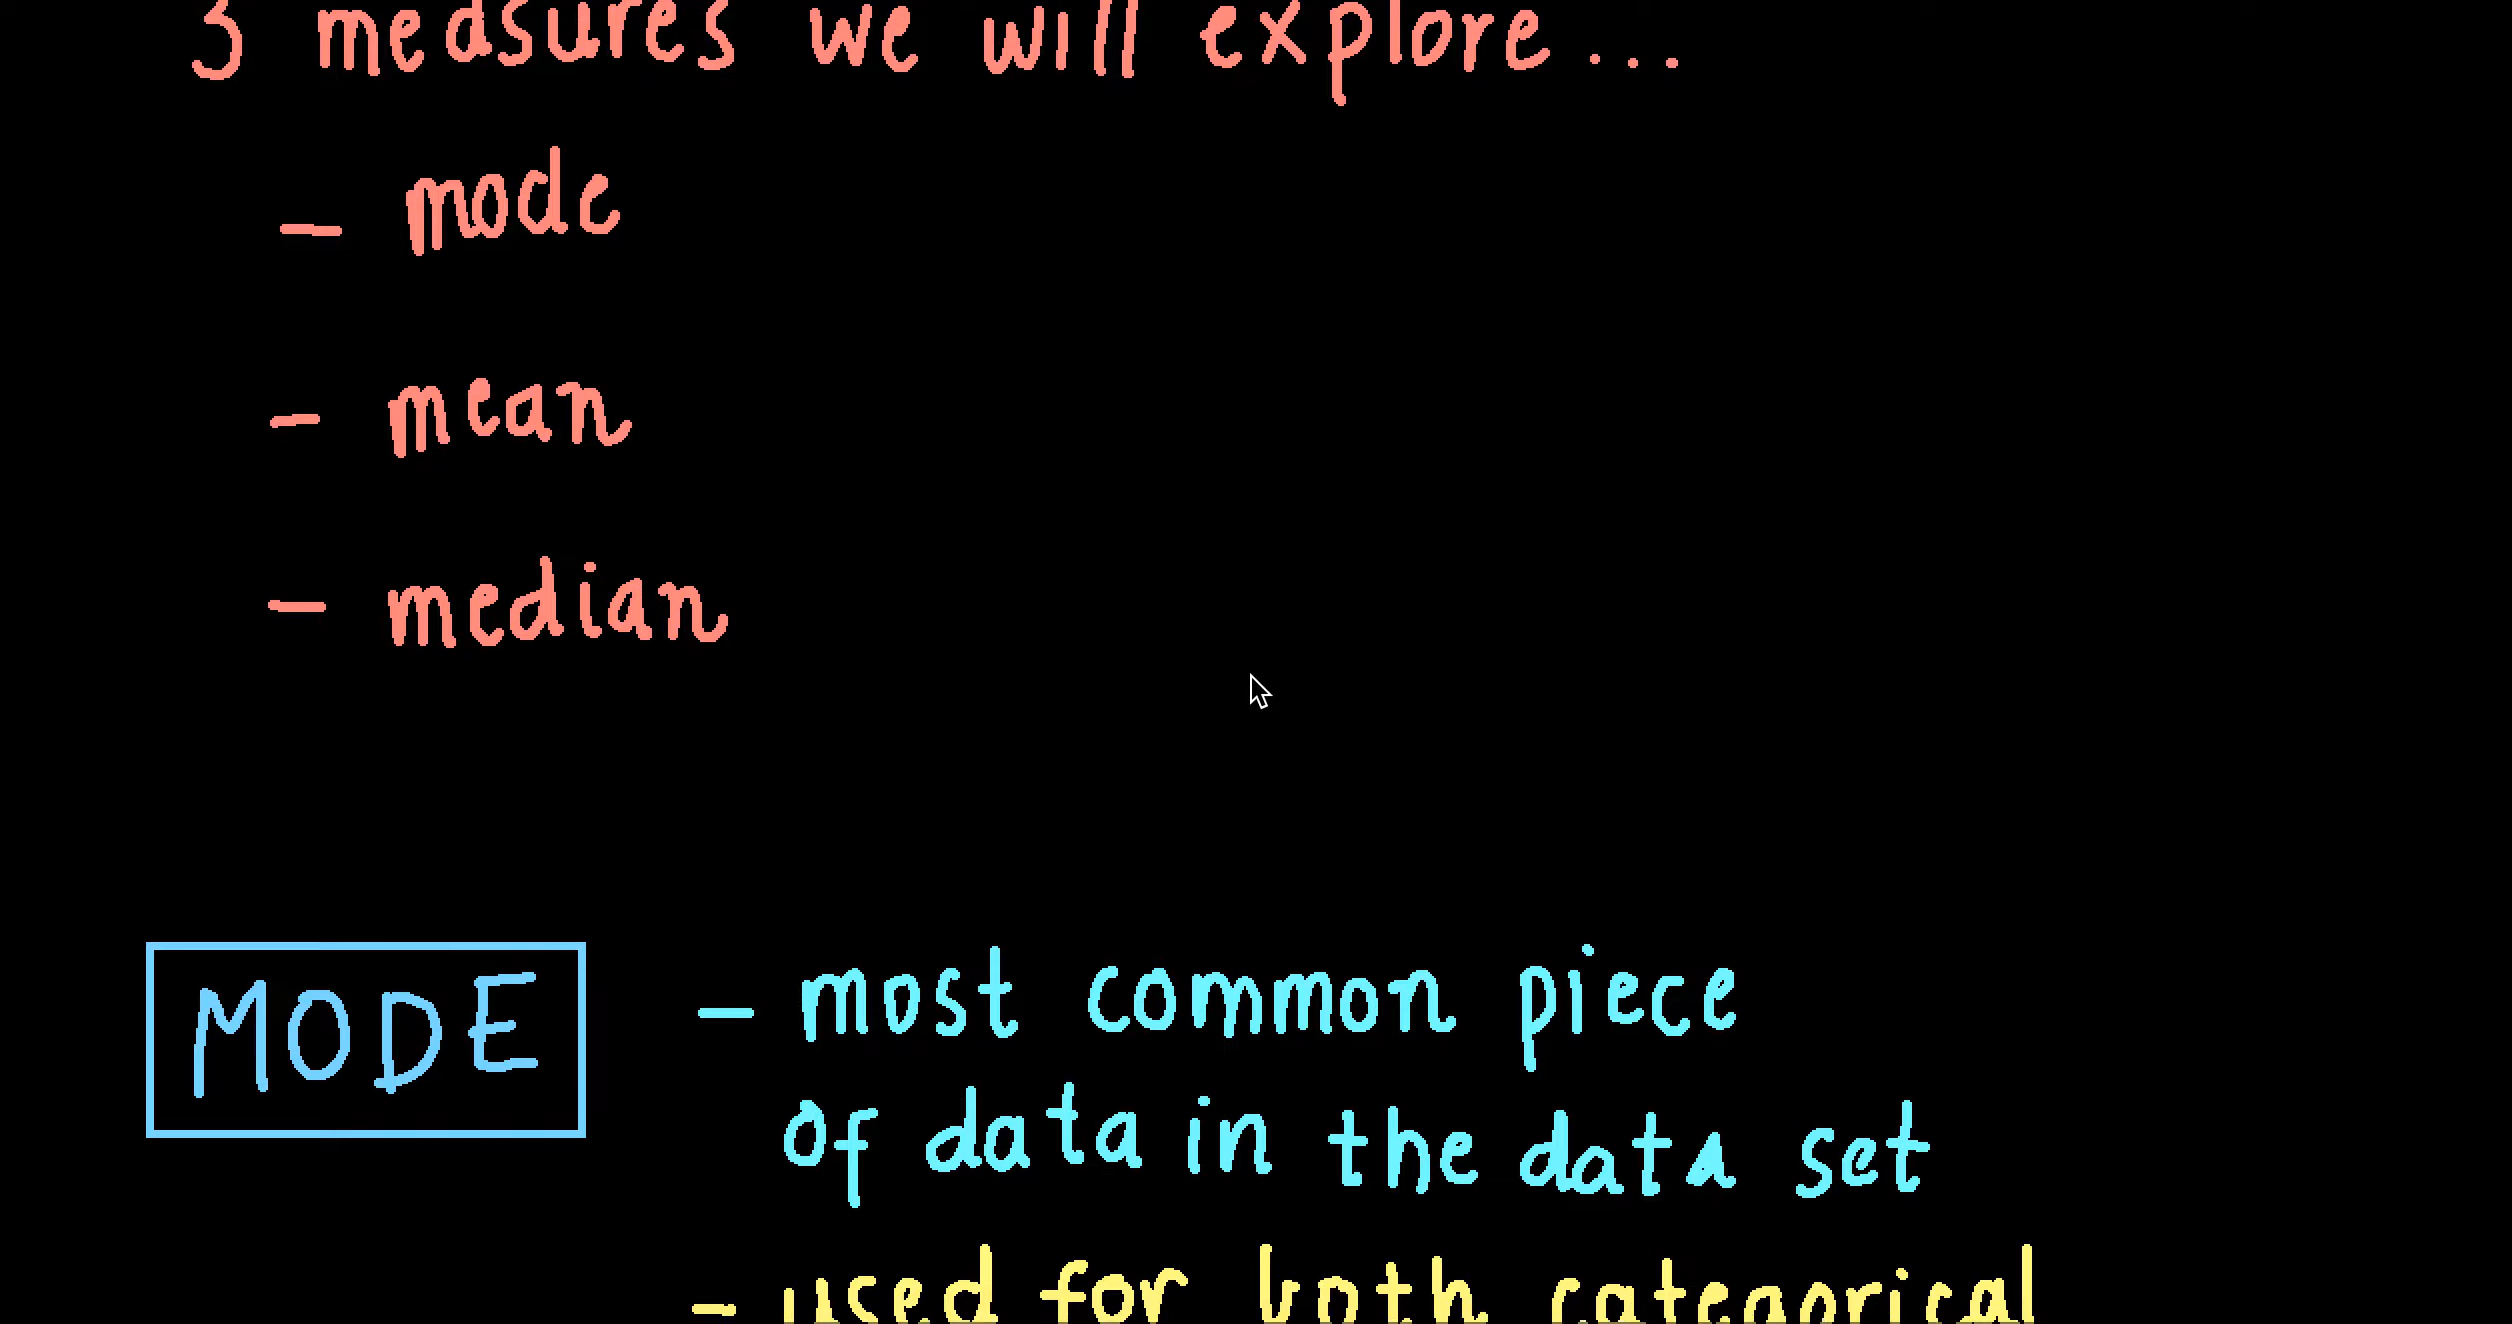 3 measures we will explore...
- mode
- mean
- median
MODE
- most common piece
of data in the data set
- used for both categorical